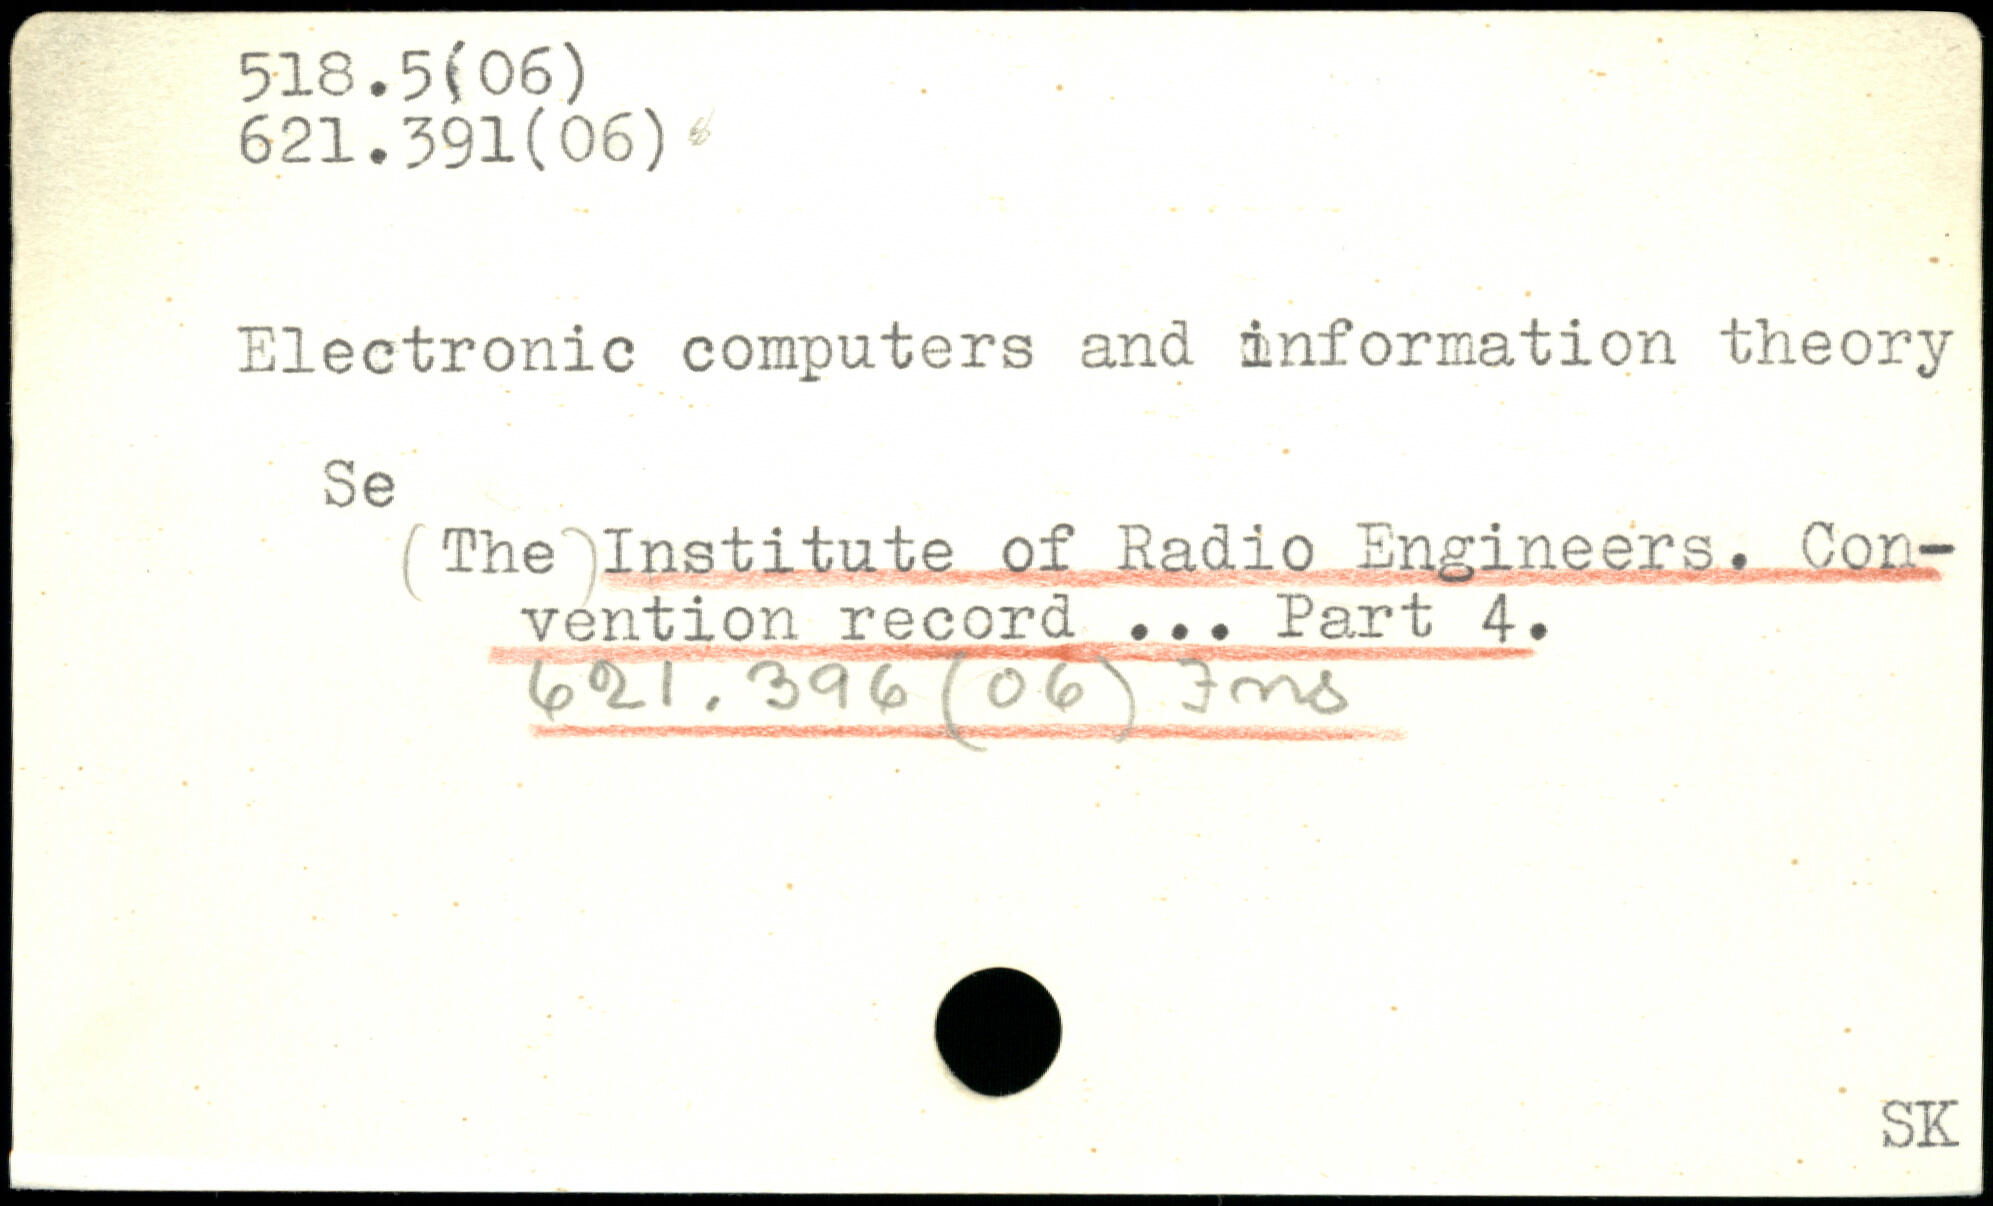 518.5(06)
621.391(06)
Electronic computers and information theory
Se
(The) Institute of Radio Engineers. Con-
vention record ... Part 4.
621.396(06) Ins
SK